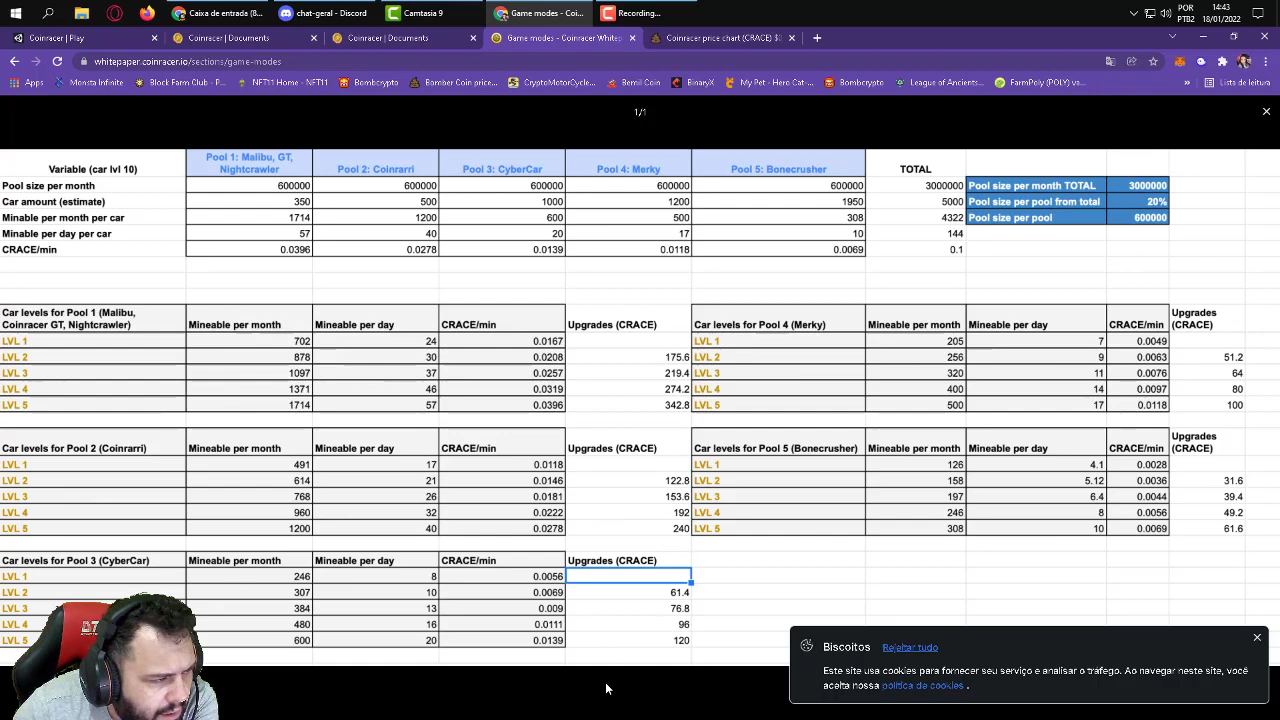 Caixa de entrada (8...
chat-geral - Discord
Camtasia 9
Game modes - Coi...
Recording...
POR
PTB2
14:43
18/01/2022
Coinracer | Play
Coinracer | Documents
Coinracer | Documents
Game modes - Coinracer Whitep
Coinracer price chart (CRACE) $0
whitepaper.coinracer.io/sections/game-modes
Apps
Monsta Infinite
Block Farm Club - P...
NFT11 Home - NFT11
Bombcrypto
Bamber Coin price...
CryptoMotorCycle...
Bemil Coin
BinaryX
My Pet - Here Cat-...
Bombcrypto
League of Ancients...
FarmPoly (POLY) va...
»
Lista de leitura
1/1
Variable (car lvl 10) Pool 1: Malibu, GT, Nightcrawler Pool 2: Coinrarri Pool 3: CyberCar Pool 4: Merky Pool 5: Bonecrusher TOTAL
Pool size per month 600000 600000 600000 600000 600000 3000000 Pool size per month TOTAL 3000000
Car amount (estimate) 350 500 1000 1200 1950 5000 Pool size per pool from total 20%
Minable per month per car 1714 1200 600 500 308 4322 Pool size per pool 600000
Minable per day per car 57 40 20 17 10 144
CRACE/min 0.0396 0.0278 0.0139 0.0118 0.0069 0.1
Car levels for Pool 1 (Malibu, Coinracer GT, Nightcrawler) Mineable per month Mineable per day CRACE/min Upgrades (CRACE) Car levels for Pool 4 (Merky) Mineable per month Mineable per day CRACE/min Upgrades (CRACE)
LVL 1 702 24 0.0167 LVL 1 205 7 0.0049
LVL 2 878 30 0.0208 175.6 LVL 2 256 9 0.0063 51.2
LVL 3 1097 37 0.0257 219.4 LVL 3 320 11 0.0076 64
LVL 4 1371 46 0.0319 274.2 LVL 4 400 14 0.0097 80
LVL 5 1714 57 0.0396 342.8 LVL 5 500 17 0.0118 100
Car levels for Pool 2 (Coinrarri) Mineable per month Mineable per day CRACE/min Upgrades (CRACE) Car levels for Pool 5 (Bonecrusher) Mineable per month Mineable per day CRACE/min Upgrades (CRACE)
LVL 1 491 17 0.0118 LVL 1 126 4.1 0.0028
LVL 2 614 21 0.0146 122.8 LVL 2 158 5.12 0.0036 31.6
LVL 3 768 26 0.0181 153.6 LVL 3 197 6.4 0.0044 39.4
LVL 4 960 32 0.0222 192 LVL 4 246 8 0.0056 49.2
LVL 5 1200 40 0.0278 240 LVL 5 308 10 0.0069 61.6
Car levels for Pool 3 (CyberCar) Mineable per month Mineable per day CRACE/min Upgrades (CRACE)
LVL 1 246 8 0.0056
LVL 2 307 10 0.0069 61.4
LVL 3 384 13 0.009 76.8
LVL 4 480 16 0.0111 96
LVL 5 600 20 0.0139 120
Biscoitos Rejeitar tudo
Este site usa cookies para fornecer seu serviço e analisar o tráfego. Ao navegar neste site, você
aceita nossa política de cookies .